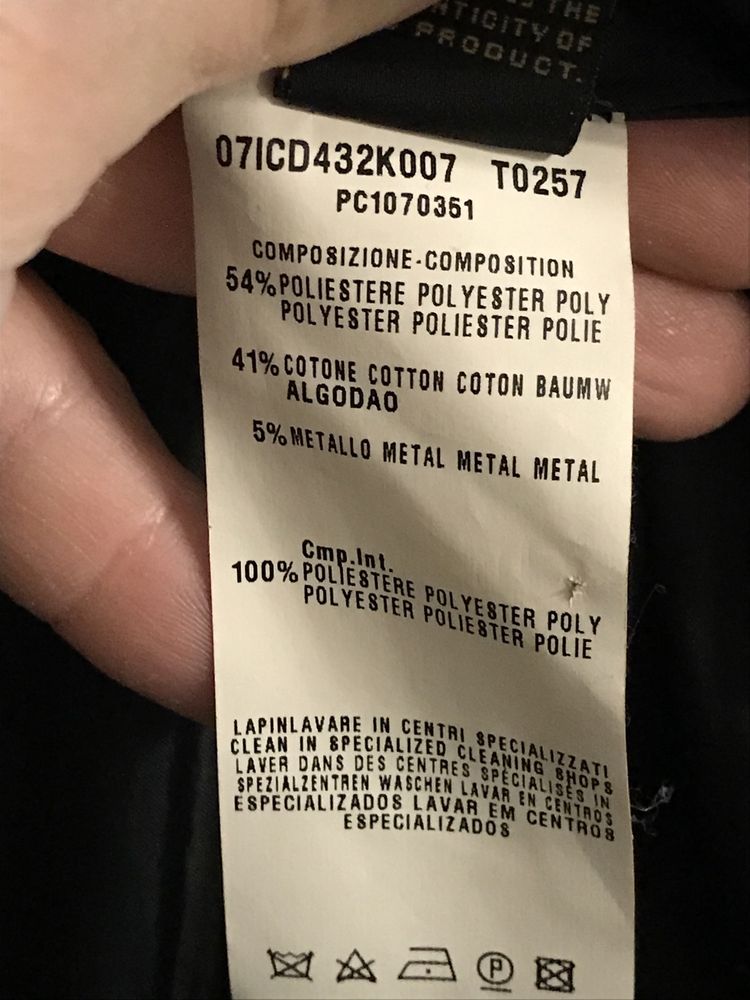 THE
TICITY OF
PRODUCT.
07ICD432K007 T0257
PC1070351
COMPOSIZIONE-COMPOSITION
54% POLIESTERE POLYESTER POLY
POLYESTER POLIESTER POLIE
41% COTONE COTTON COTON BAUMW
ALGODAO
5% METALLO METAL METAL METAL
Cmp.Int.
100% POLIESTERE POLYESTER POLY
POLYESTER POLIESTER POLIE
LAPINLAVARE IN CENTRI SPECIALIZZATI
CLEAN IN SPECIALIZED CLEANING SHOPS
LAVER DANS DES CENTRES SPÉCIALISÉS IN
SPEZIALZENTREN WASCHEN LAVAR EN CENTROS
ESPECIALIZADOS LAVAR EM CENTROS
ESPECIALIZADOS
P